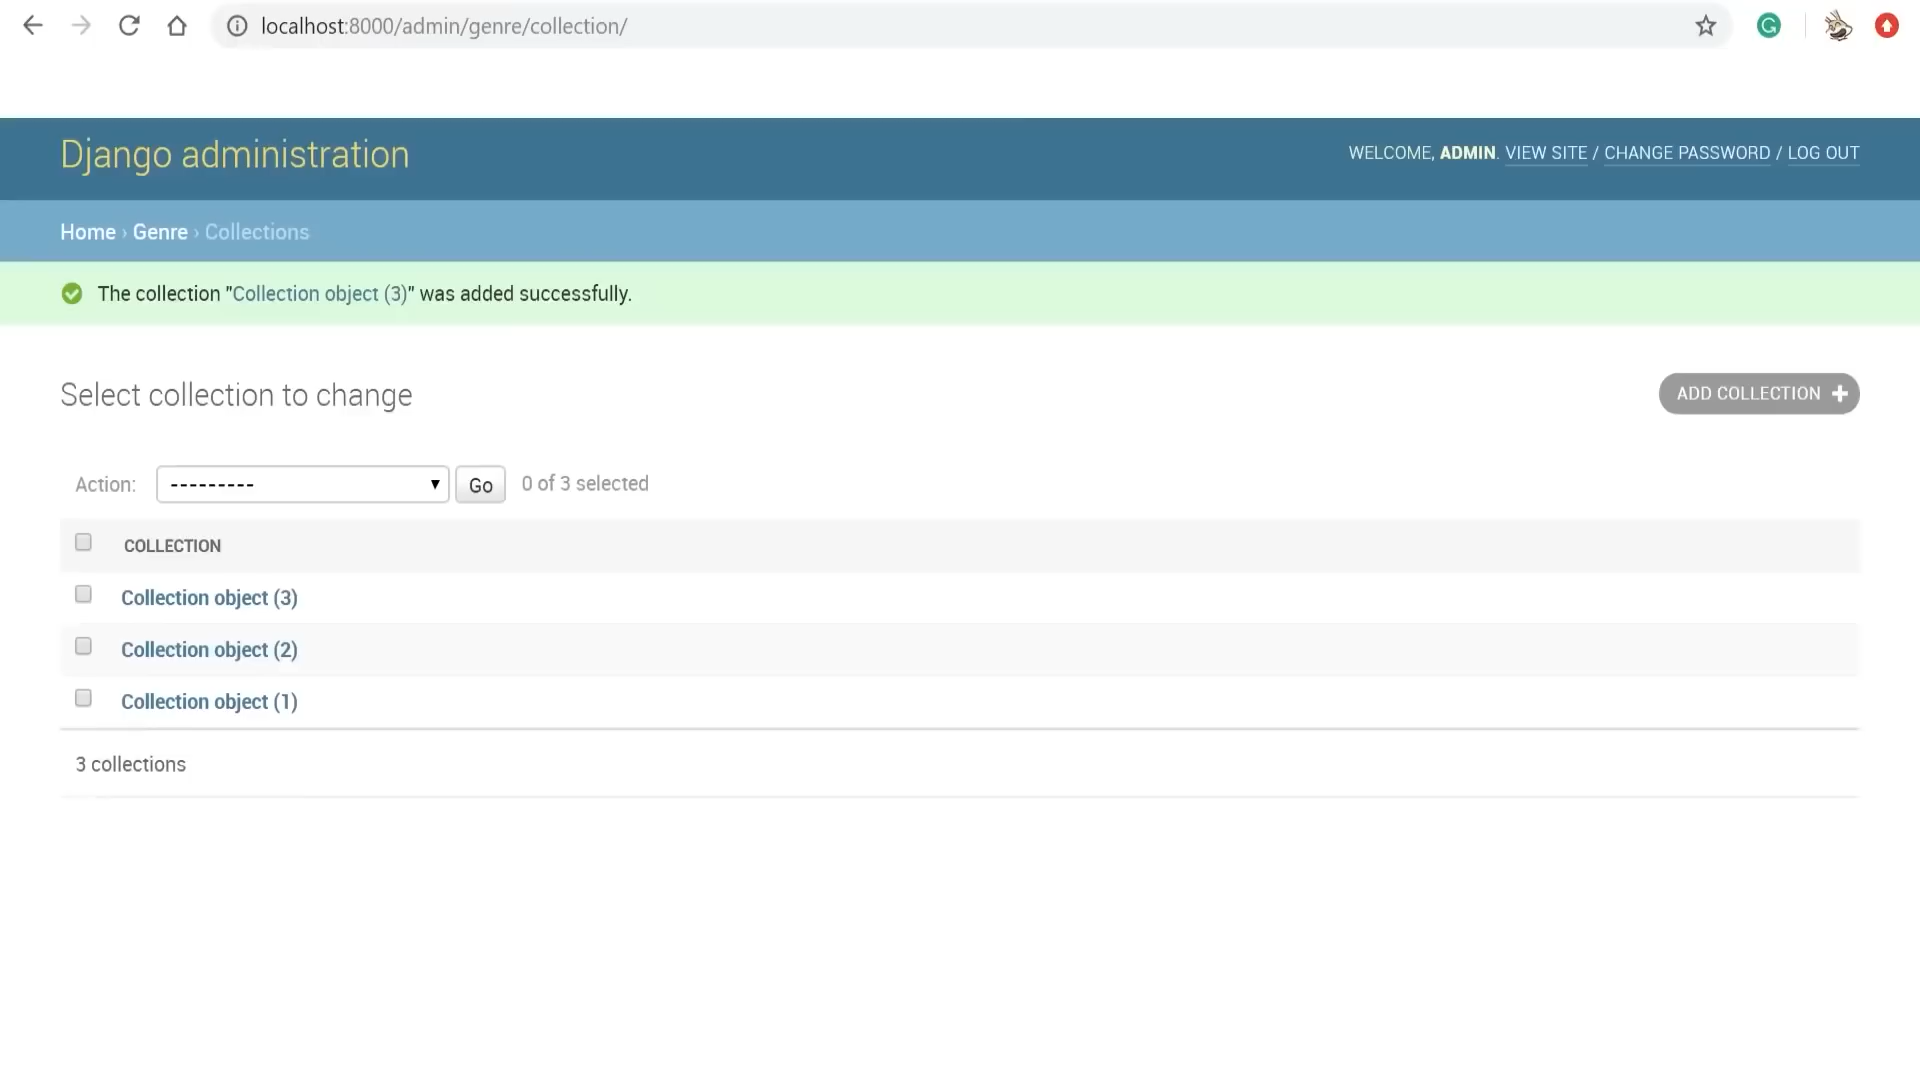 localhost:8000/admin/genre/collection/
Django administration
WELCOME, ADMIN. VIEW SITE / CHANGE PASSWORD / LOG OUT
Home › Genre › Collections
The collection "Collection object (3)" was added successfully.
Select collection to change
ADD COLLECTION
Action: --------- Go 0 of 3 selected
COLLECTION
Collection object (3)
Collection object (2)
Collection object (1)
3 collections